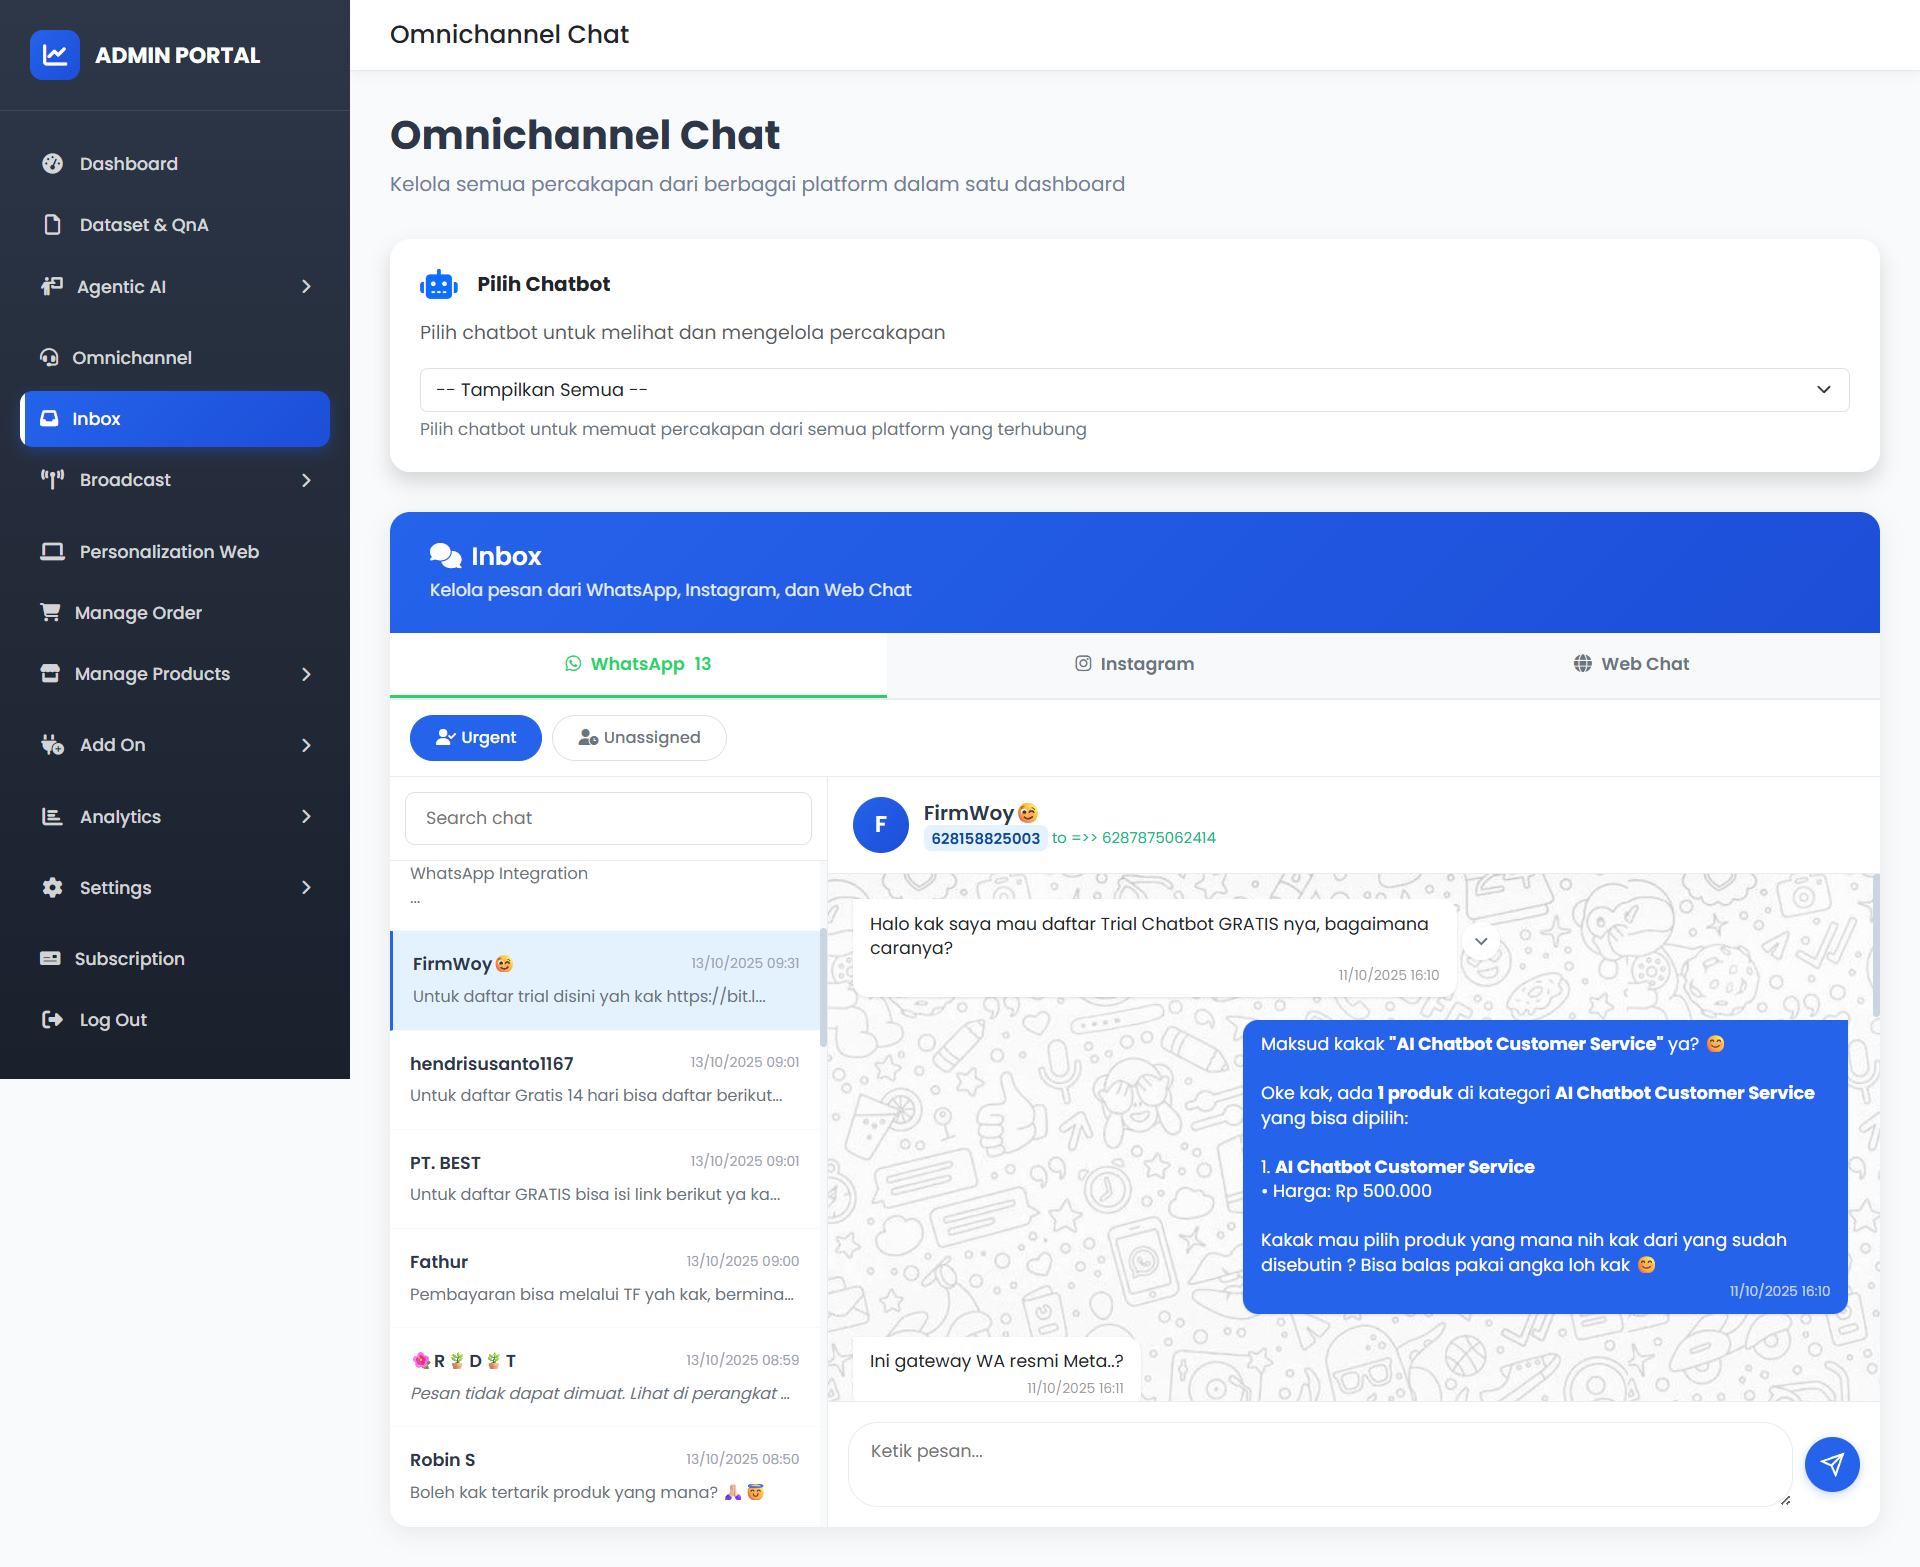 ADMIN PORTAL
Dashboard
Dataset & QnA
Agentic AI
Omnichannel
Inbox
Broadcast
Personalization Web
Manage Order
Manage Products
Add On
Analytics
Settings
Subscription
Log Out
Omnichannel Chat
Omnichannel Chat
Kelola semua percakapan dari berbagai platform dalam satu dashboard
Pilih Chatbot
Pilih chatbot untuk melihat dan mengelola percakapan
-- Tampilkan Semua --
Pilih chatbot untuk memuat percakapan dari semua platform yang terhubung
Inbox
Kelola pesan dari WhatsApp, Instagram, dan Web Chat
WhatsApp 13
Instagram
Web Chat
Urgent
Unassigned
Search chat
WhatsApp Integration
...
FirmWoy😉 13/10/2025 09:31
Untuk daftar trial disini yah kak https://bit.l...
hendrisusanto1167 13/10/2025 09:01
Untuk daftar Gratis 14 hari bisa daftar berikut...
PT. BEST 13/10/2025 09:01
Untuk daftar GRATIS bisa isi link berikut ya ka...
Fathur 13/10/2025 09:00
Pembayaran bisa melalui TF yah kak, bermina...
🌺R🪴D🪴T 13/10/2025 08:59
Pesan tidak dapat dimuat. Lihat di perangkat ...
Robin S 13/10/2025 08:50
Boleh kak tertarik produk yang mana? 🙏🏻😇
F
FirmWoy😉
628158825003 to =>> 6287875062414
Halo kak saya mau daftar Trial Chatbot GRATIS nya, bagaimana
caranya?
11/10/2025 16:10
Maksud kakak "AI Chatbot Customer Service" ya? 😊
Oke kak, ada 1 produk di kategori AI Chatbot Customer Service
yang bisa dipilih:
1. AI Chatbot Customer Service
• Harga: Rp 500.000
Kakak mau pilih produk yang mana nih kak dari yang sudah
disebutin ? Bisa balas pakai angka loh kak 😊
11/10/2025 16:10
Ini gateway WA resmi Meta..?
11/10/2025 16:11
Ketik pesan...